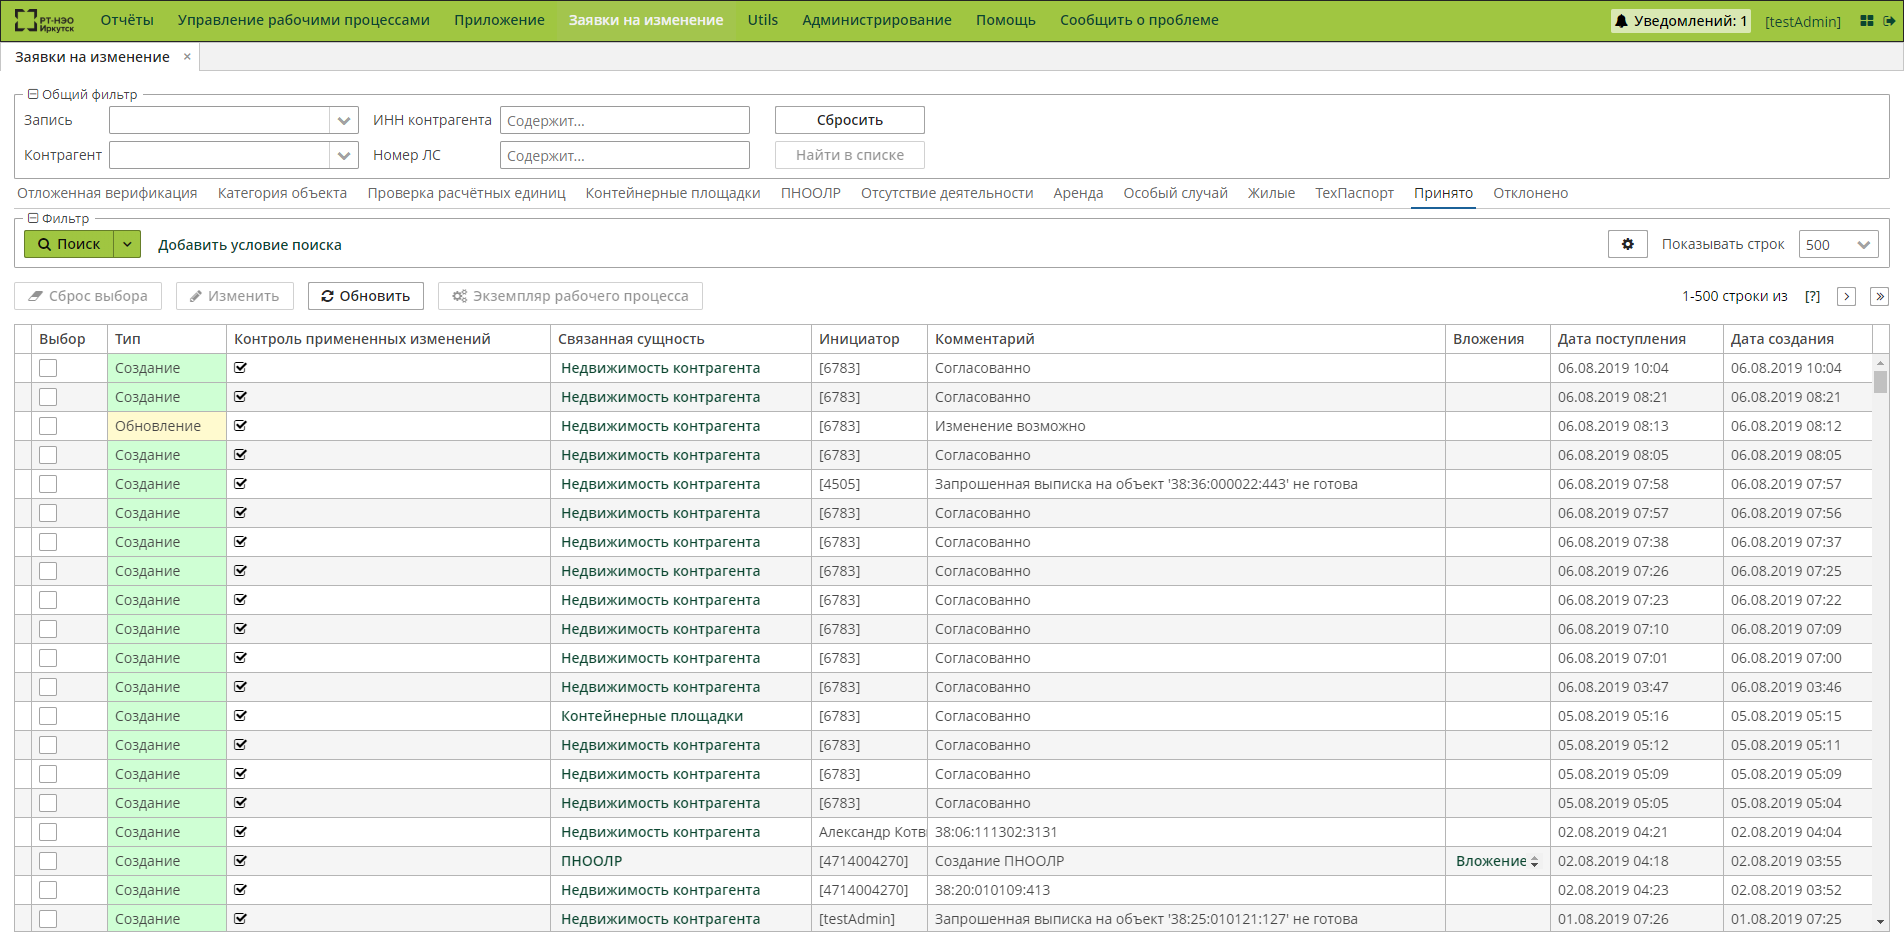 РТ-НЭО Иркутск Отчёты Управление рабочими процессами Приложение Заявки на изменение Utils Администрирование Помощь Сообщить о проблеме Уведомлений: 1 [testAdmin]
Заявки на изменение ×
Общий фильтр
Запись ИНН контрагента Содержит... Сбросить
Контрагент Номер ЛС Содержит... Найти в списке
Отложенная верификация Категория объекта Проверка расчётных единиц Контейнерные площадки ПНООЛР Отсутствие деятельности Аренда Особый случай Жилые ТехПаспорт Принято Отклонено
Фильтр
Поиск Добавить условие поиска Показывать строк 500
Сброс выбора Изменить Обновить Экземпляр рабочего процесса 1-500 строки из [?]
Выбор Тип Контроль примененных изменений Связанная сущность Инициатор Комментарий Вложения Дата поступления Дата создания
Создание Недвижимость контрагента [6783] Согласованно 06.08.2019 10:04 06.08.2019 10:04
Создание Недвижимость контрагента [6783] Согласованно 06.08.2019 08:21 06.08.2019 08:21
Обновление Недвижимость контрагента [6783] Изменение возможно 06.08.2019 08:13 06.08.2019 08:12
Создание Недвижимость контрагента [6783] Согласованно 06.08.2019 08:05 06.08.2019 08:05
Создание Недвижимость контрагента [4505] Запрошенная выписка на объект '38:36:000022:443' не готова 06.08.2019 07:58 06.08.2019 07:57
Создание Недвижимость контрагента [6783] Согласованно 06.08.2019 07:57 06.08.2019 07:56
Создание Недвижимость контрагента [6783] Согласованно 06.08.2019 07:38 06.08.2019 07:37
Создание Недвижимость контрагента [6783] Согласованно 06.08.2019 07:26 06.08.2019 07:25
Создание Недвижимость контрагента [6783] Согласованно 06.08.2019 07:23 06.08.2019 07:22
Создание Недвижимость контрагента [6783] Согласованно 06.08.2019 07:10 06.08.2019 07:09
Создание Недвижимость контрагента [6783] Согласованно 06.08.2019 07:01 06.08.2019 07:00
Создание Недвижимость контрагента [6783] Согласованно 06.08.2019 03:47 06.08.2019 03:46
Создание Контейнерные площадки [6783] Согласованно 05.08.2019 05:16 05.08.2019 05:15
Создание Недвижимость контрагента [6783] Согласованно 05.08.2019 05:12 05.08.2019 05:11
Создание Недвижимость контрагента [6783] Согласованно 05.08.2019 05:09 05.08.2019 05:09
Создание Недвижимость контрагента [6783] Согласованно 05.08.2019 05:05 05.08.2019 05:04
Создание Недвижимость контрагента Александр Котв 38:06:111302:3131 02.08.2019 04:21 02.08.2019 04:04
Создание ПНООЛР [4714004270] Создание ПНООЛР Вложение 02.08.2019 04:18 02.08.2019 03:55
Создание Недвижимость контрагента [4714004270] 38:20:010109:413 02.08.2019 04:23 02.08.2019 03:52
Создание Недвижимость контрагента [testAdmin] Запрошенная выписка на объект '38:25:010121:127' не готова 01.08.2019 07:26 01.08.2019 07:25